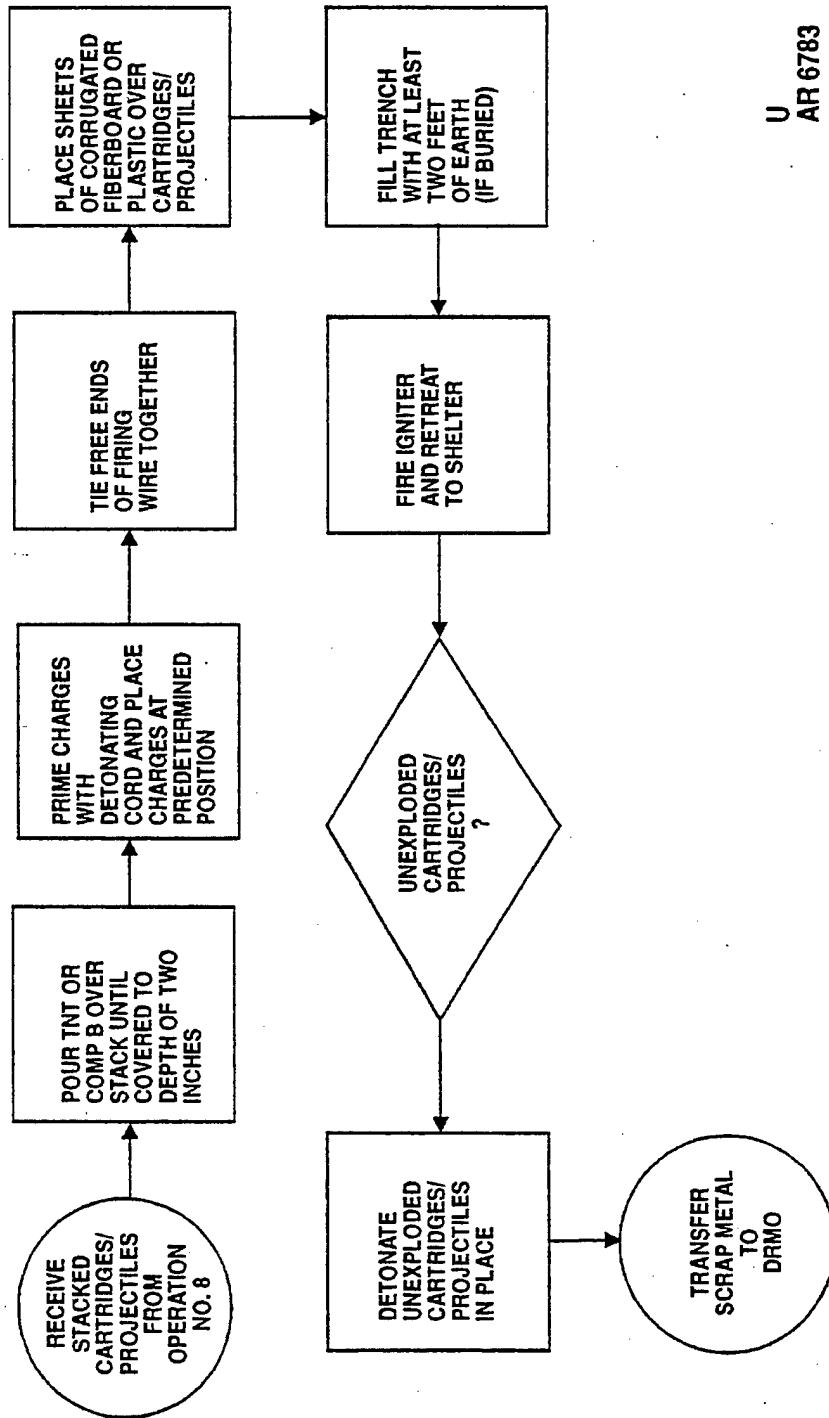 RECEIVE
STACKED
CARTRIDGES/
PROJECTILES
FROM
OPERATION
NO. 8
POUR TNT OR
COMP B OVER
STACK UNTIL
COVERED TO
DEPTH OF TWO
INCHES
PRIME CHARGES
WITH
DETONATING
CORD AND PLACE
CHARGES AT
PREDETERMINED
POSITION
TIE FREE ENDS
OF FIRING
WIRE TOGETHER
PLACE SHEETS
OF CORRUGATED
FIBERBOARD OR
PLASTIC OVER
CARTRIDGES/
PROJECTILES
FILL TRENCH
WITH AT LEAST
TWO FEET
OF EARTH
(IF BURIED)
FIRE IGNITER
AND RETREAT
TO SHELTER
UNEXPLODED
CARTRIDGES/
PROJECTILES
?
DETONATE
UNEXPLODED
CARTRIDGES/
PROJECTILES
IN PLACE
TRANSFER
SCRAP METAL
TO
DRMO
U
AR 6783